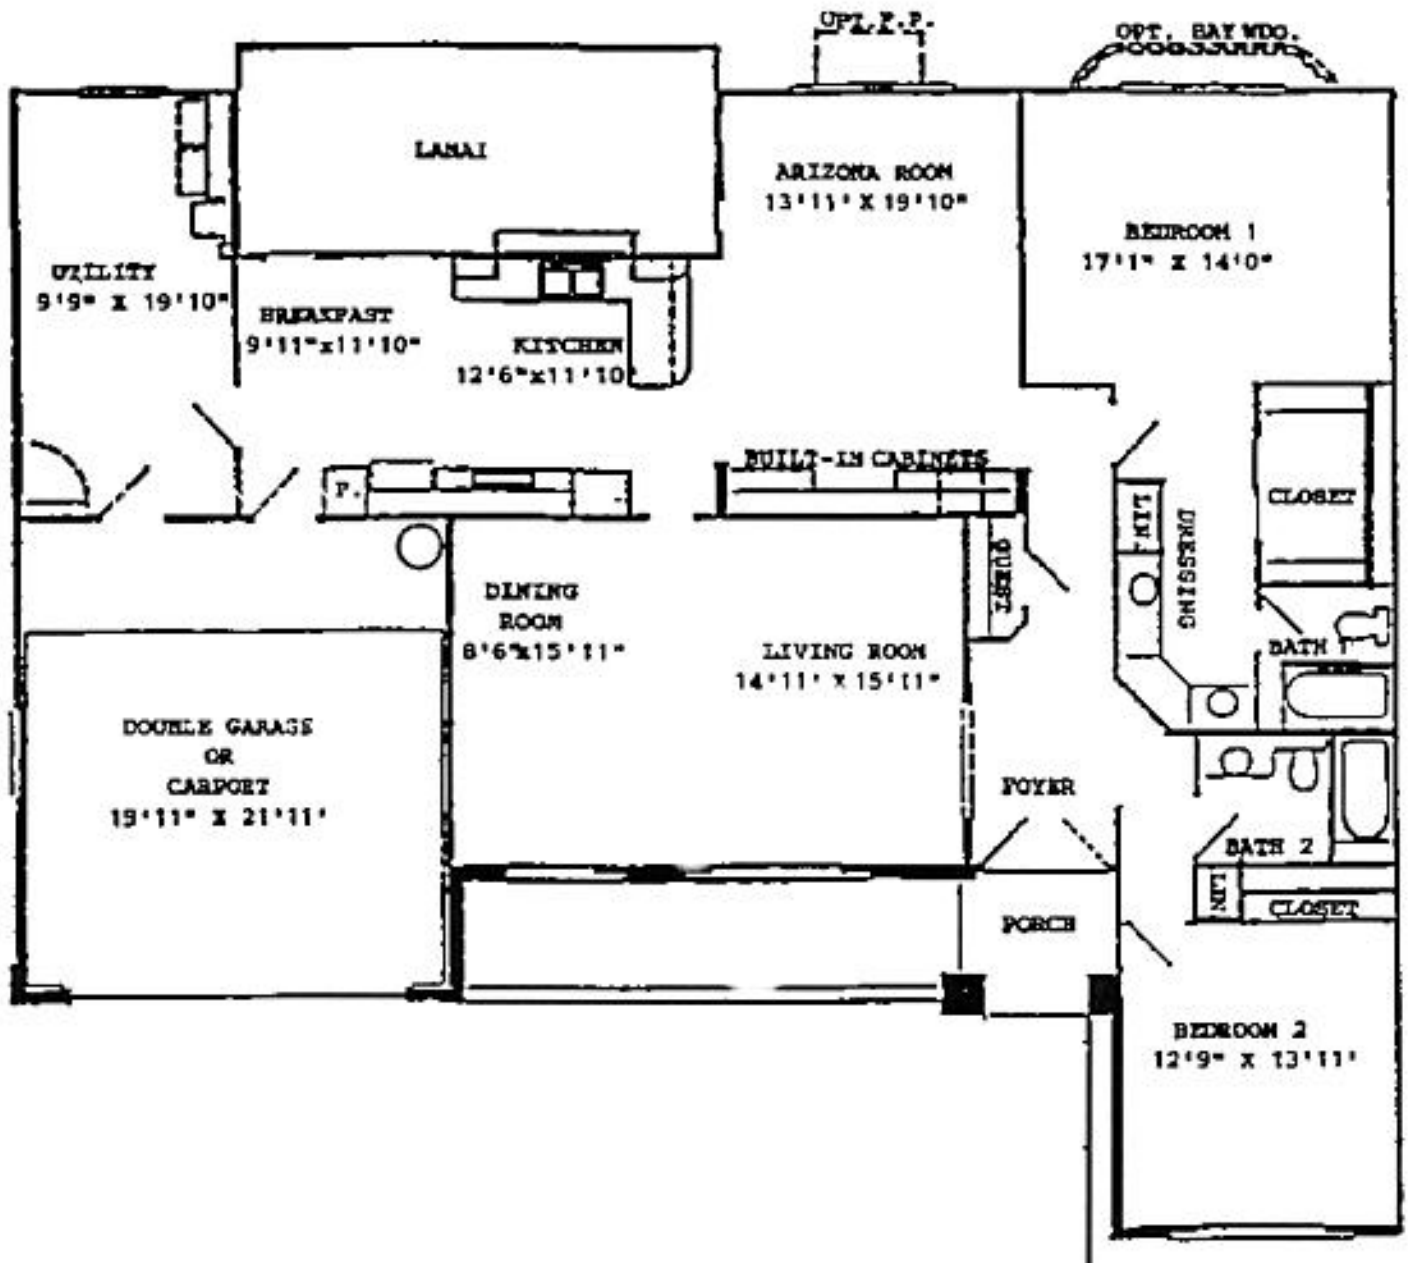 OPT. F.P.
OPT. BAY WDO.
LANAI
ARIZONA ROOM
13'11' X 19'10"
BEDROOM 1
17'1" X 14'0"
UTILITY
9'9" X 19'10"
BREAKFAST
9'11"x11'10"
KITCHEN
12'6"x11'10
BUILT-IN CABINETS
P.
LIN.
DRESSING
CLOSET
GUEST
DINING
ROOM
8'6"x15'11"
LIVING ROOM
14'11' X 15'11"
BATH 1
DOUBLE GARAGE
OR
CARPORT
19'11" X 21'11'
FOYER
BATH 2
LIN.
CLOSET
PORCH
BEDROOM 2
12'9" X 13'11'